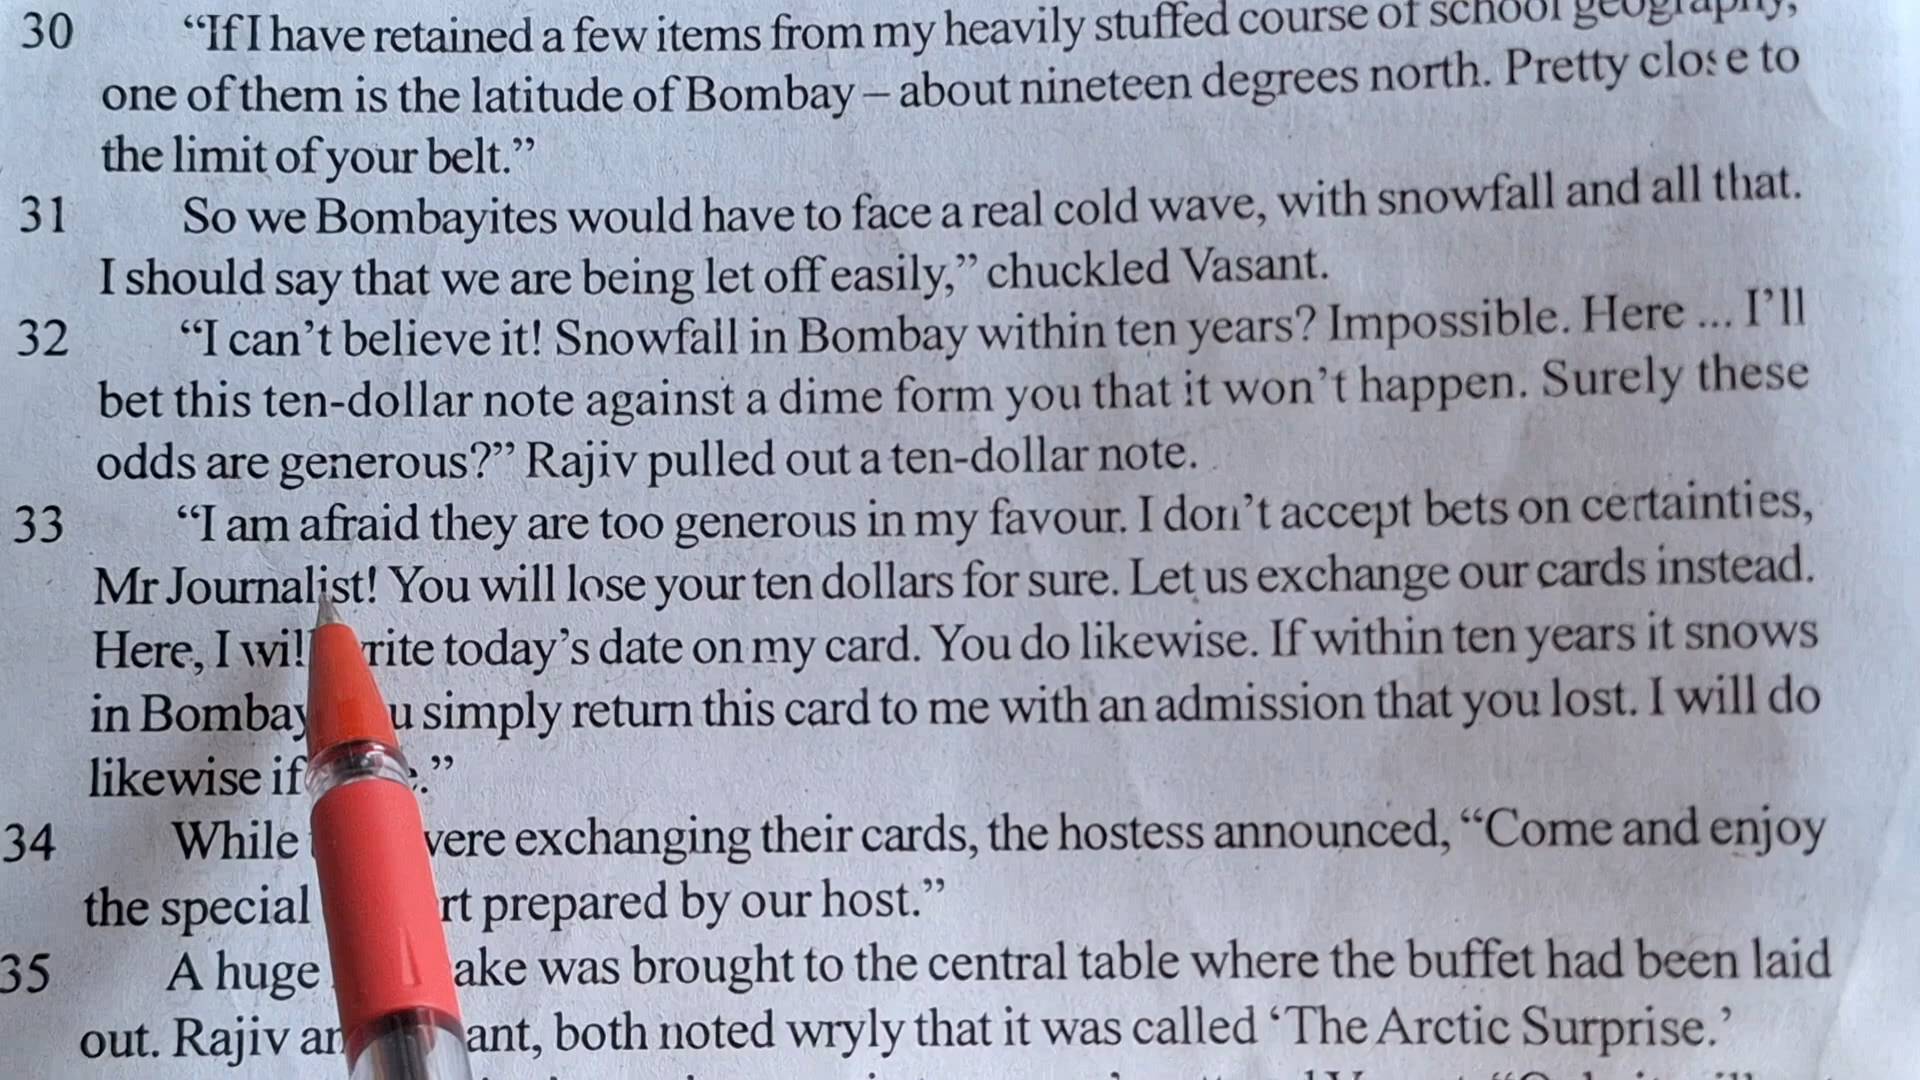 30 “If I have retained a few items from my heavily stuffed course of school geography,
one of them is the latitude of Bombay – about nineteen degrees north. Pretty close to
the limit of your belt.”
31 So we Bombayites would have to face a real cold wave, with snowfall and all that.
I should say that we are being let off easily,” chuckled Vasant.
32 “I can’t believe it! Snowfall in Bombay within ten years? Impossible. Here ... I’ll
bet this ten-dollar note against a dime form you that it won’t happen. Surely these
odds are generous?” Rajiv pulled out a ten-dollar note.
33 “I am afraid they are too generous in my favour. I don’t accept bets on certainties,
Mr Journalist! You will lose your ten dollars for sure. Let us exchange our cards instead.
Here, I will write today’s date on my card. You do likewise. If within ten years it snows
in Bombay simply return this card to me with an admission that you lost. I will do
likewise if
34 While were exchanging their cards, the hostess announced, “Come and enjoy
the special prepared by our host.”
35 A huge was brought to the central table where the buffet had been laid
out. Rajiv both noted wryly that it was called ‘The Arctic Surprise.’